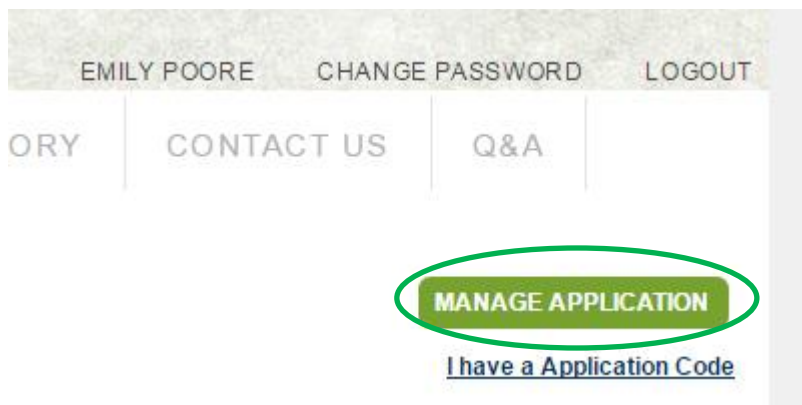 EMILY POORE CHANGE PASSWORD LOGOUT
ORY CONTACT US Q&A
MANAGE APPLICATION
I have a Application Code